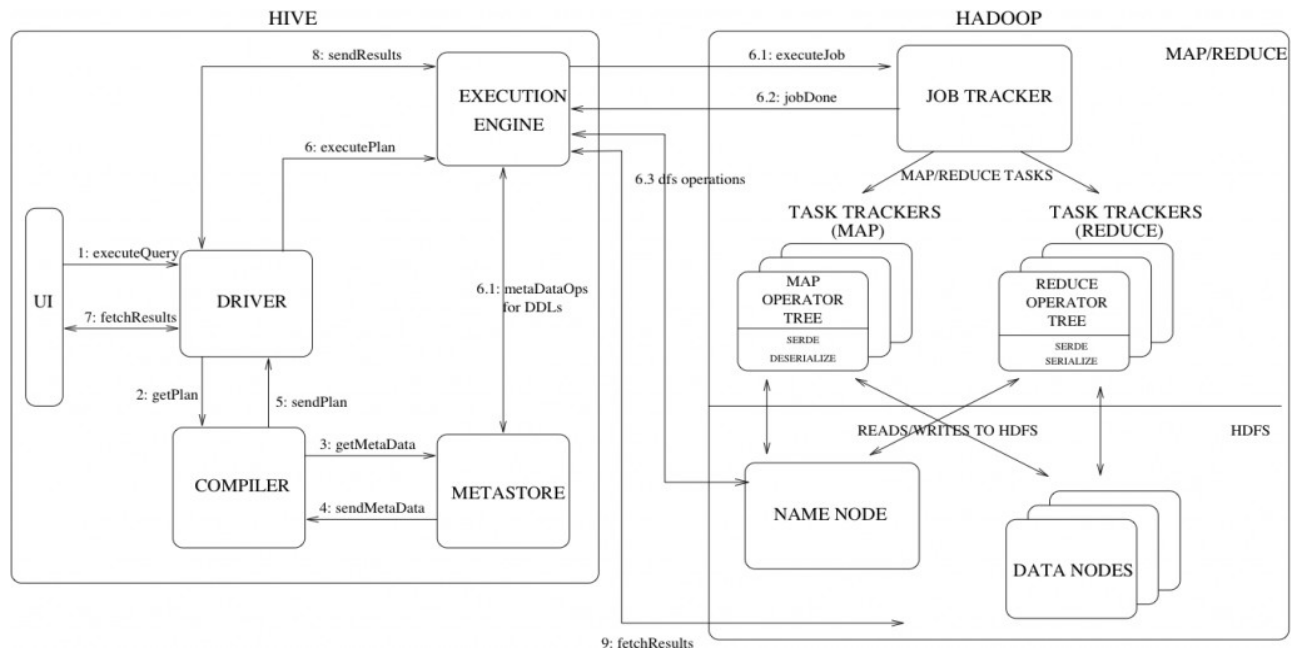 HIVE
HADOOP
8: sendResults
6.1: executeJob
MAP/REDUCE
EXECUTION
ENGINE
6.2: jobDone
JOB TRACKER
6: executePlan
6.3 dfs operations
MAP/REDUCE TASKS
TASK TRACKERS
(MAP)
TASK TRACKERS
(REDUCE)
1: executeQuery
UI
DRIVER
7: fetchResults
6.1: metaDataOps
for DDLs
MAP
OPERATOR
TREE
SERDE
DESERIALIZE
REDUCE
OPERATOR
TREE
SERDE
SERIALIZE
2: getPlan
5: sendPlan
3: getMetaData
READS/WRITES TO HDFS
HDFS
COMPILER
METASTORE
4: sendMetaData
NAME NODE
DATA NODES
9: fetchResults